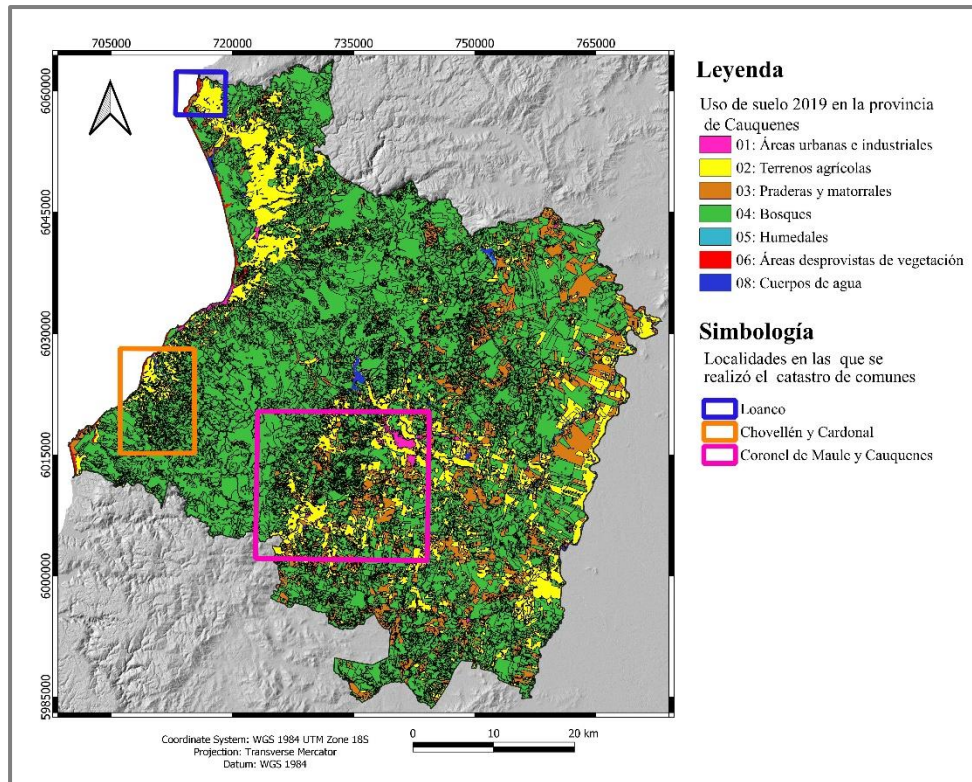 705000 720000 735000 750000 765000
6060000
6045000
6030000
6015000
6000000
5985000
Leyenda
Uso de suelo 2019 en la provincia
de Cauquenes
01: Áreas urbanas e industriales
02: Terrenos agrícolas
03: Praderas y matorrales
04: Bosques
05: Humedales
06: Áreas desprovistas de vegetación
08: Cuerpos de agua
Simbología
Localidades en las que se
realizó el catastro de comunes
Loanco
Chovellén y Cardonal
Coronel de Maule y Cauquenes
Coordinate System: WGS 1984 UTM Zone 18S
Projection: Transverse Mercator
Datum: WGS 1984
0 10 20 km